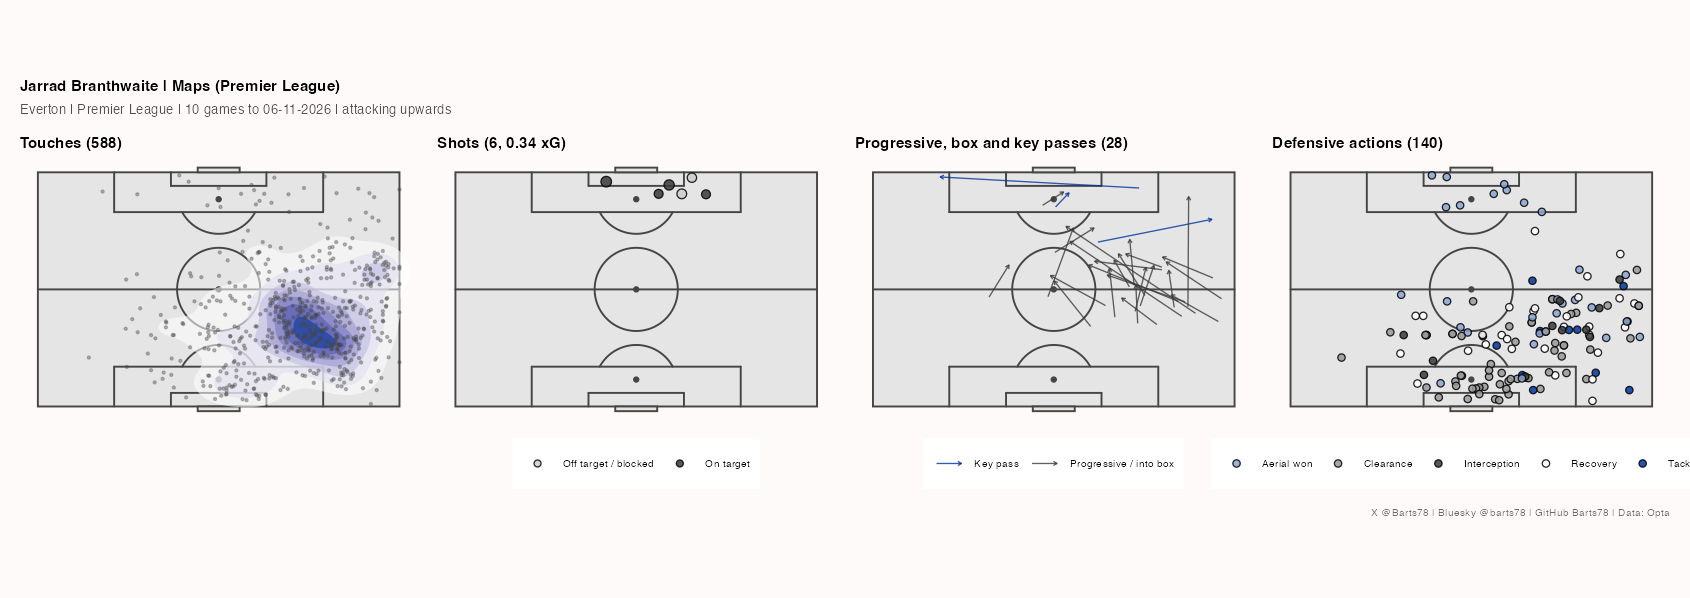 Jarrad Branthwaite | Maps (Premier League)
Everton | Premier League | 10 games to 06-11-2026 | attacking upwards
Touches (588)
Shots (6, 0.34 xG)
Progressive, box and key passes (28)
Defensive actions (140)
Off target / blocked
On target
Key pass
Progressive / into box
Aerial won
Clearance
Interception
Recovery
Tack
X @Barts78 | Bluesky @barts78 | GitHub Barts78 | Data: Opta